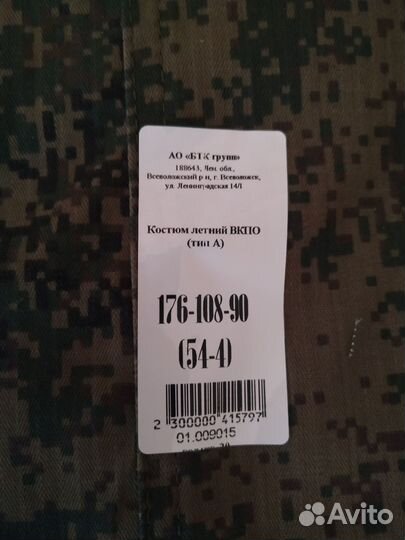 АО «БТК групп»
188643, Лен. обл.,
Всеволожский р-н, г. Всеволожск,
ул. Ленинградская 14/1
Костюм летний ВКПО
(тип А)
176-108-90
(54-4)
2 300000 415797
01.009015
Avito